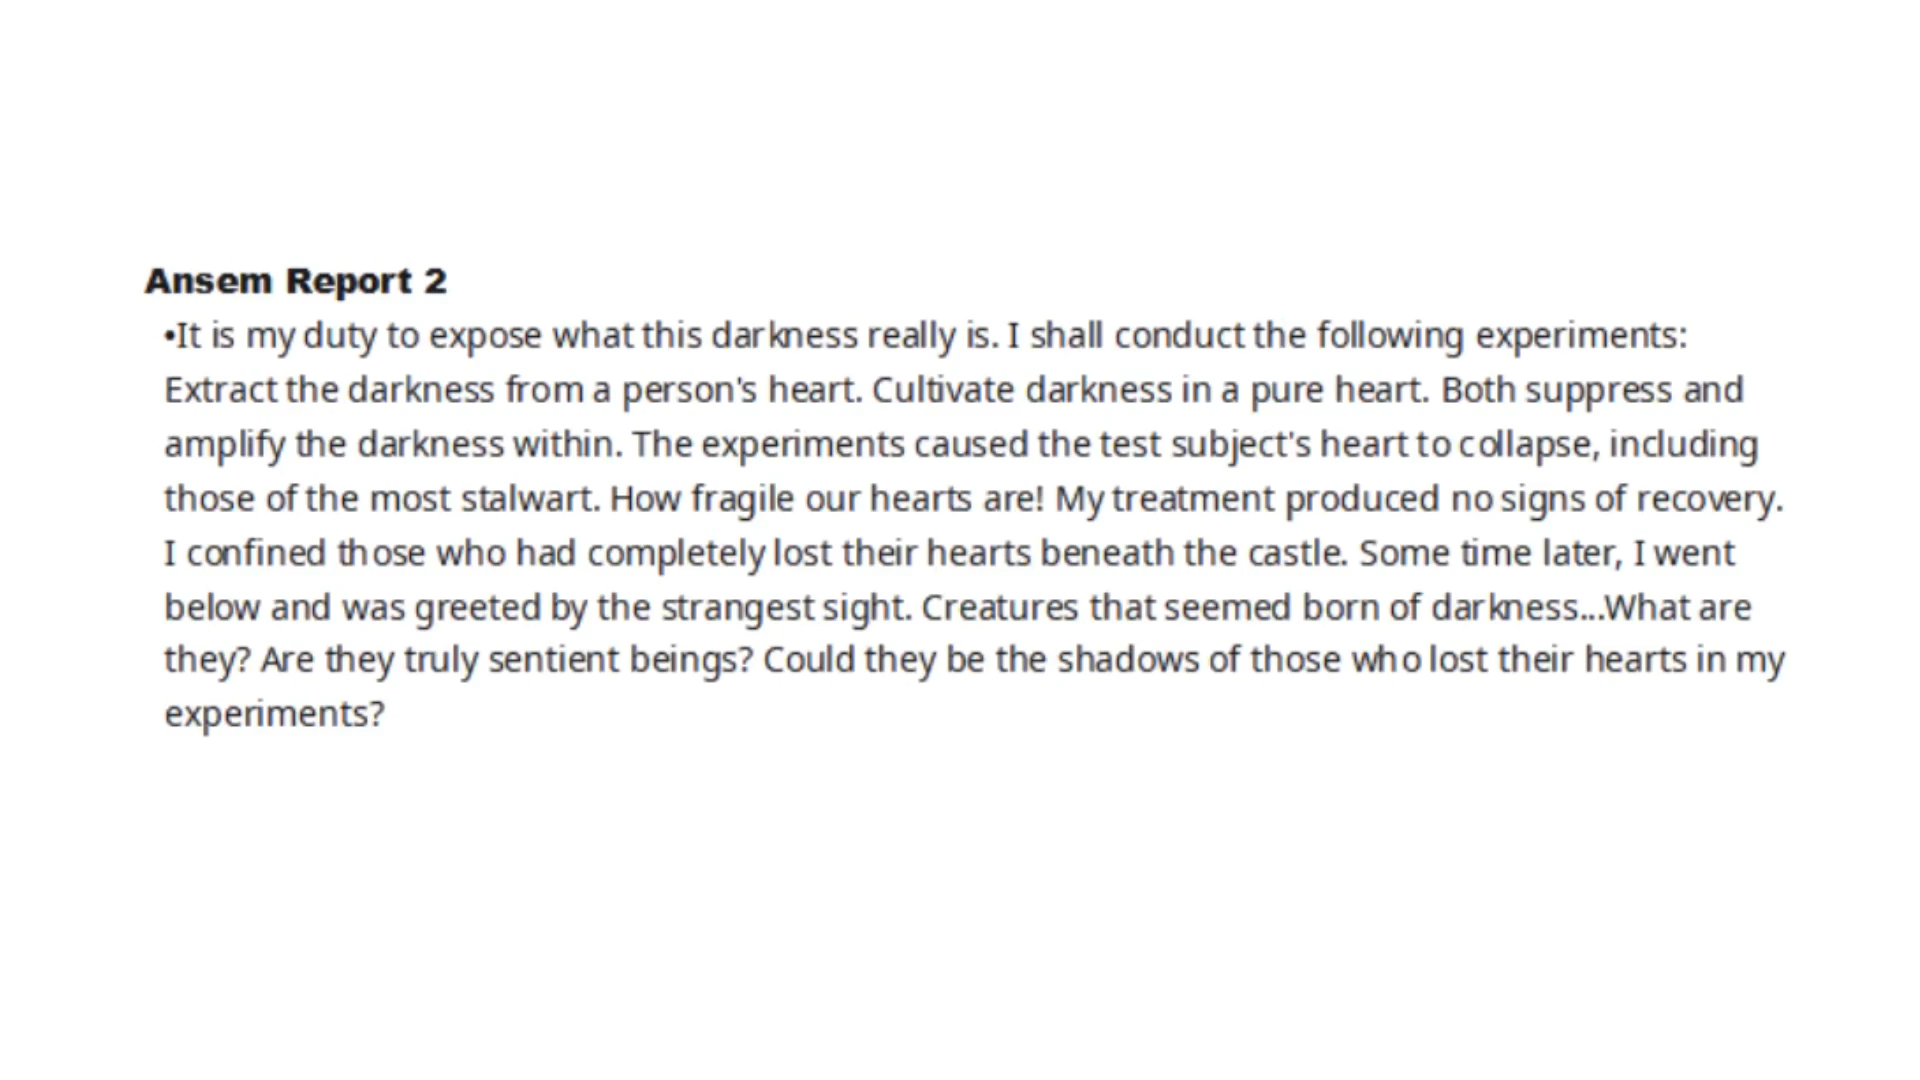 Ansem Report 2
•It is my duty to expose what this darkness really is. I shall conduct the following experiments:
Extract the darkness from a person's heart. Cultivate darkness in a pure heart. Both suppress and
amplify the darkness within. The experiments caused the test subject's heart to collapse, including
those of the most stalwart. How fragile our hearts are! My treatment produced no signs of recovery.
I confined those who had completely lost their hearts beneath the castle. Some time later, I went
below and was greeted by the strangest sight. Creatures that seemed born of darkness...What are
they? Are they truly sentient beings? Could they be the shadows of those who lost their hearts in my
experiments?